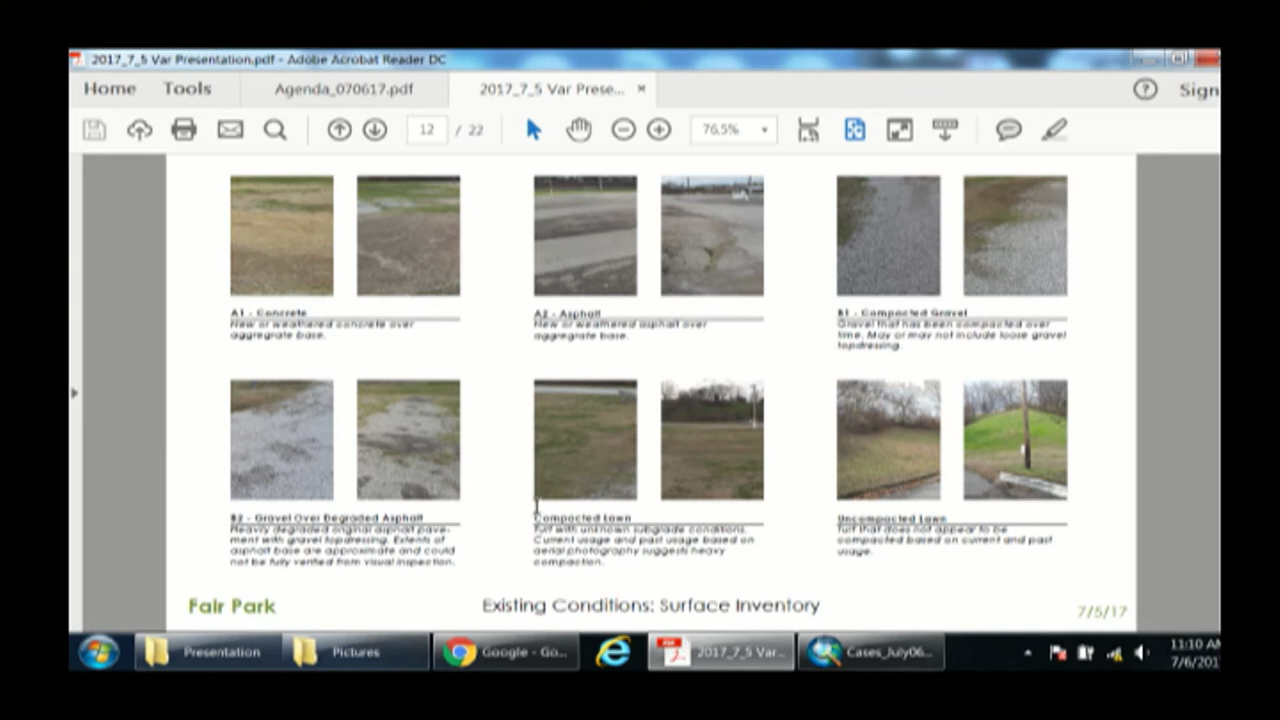 2017_7_5 Var Presentation.pdf - Adobe Acrobat Reader DC
Home Tools Agenda_070617.pdf 2017_7_5 Var Prese... × ? Sign
12 / 22 76.5%
A1 - Concrete
New or weathered concrete over
aggregrate base.
A2 - Asphalt
New or weathered asphalt over
aggregrate base.
B1 - Compacted Gravel
Gravel that has been compacted over
time. May or may not include loose gravel
topdressing.
B2 - Gravel Over Degraded Asphalt
Heavily degraded original asphalt pave-
ment with gravel topdressing. Extents of
asphalt base are approximate and could
not be fully verified from visual inspection.
Compacted Lawn
Turf with unknown subgrade conditions.
Current usage and past usage based on
aerial photography suggests heavy
compaction.
Uncompacted Lawn
Turf that does not appear to be
compacted based on current and past
usage.
Fair Park Existing Conditions: Surface Inventory 7/5/17
Presentation Pictures Google - Go... 2017_7_5 Var... Cases_July06... 11:10 AM
7/6/201